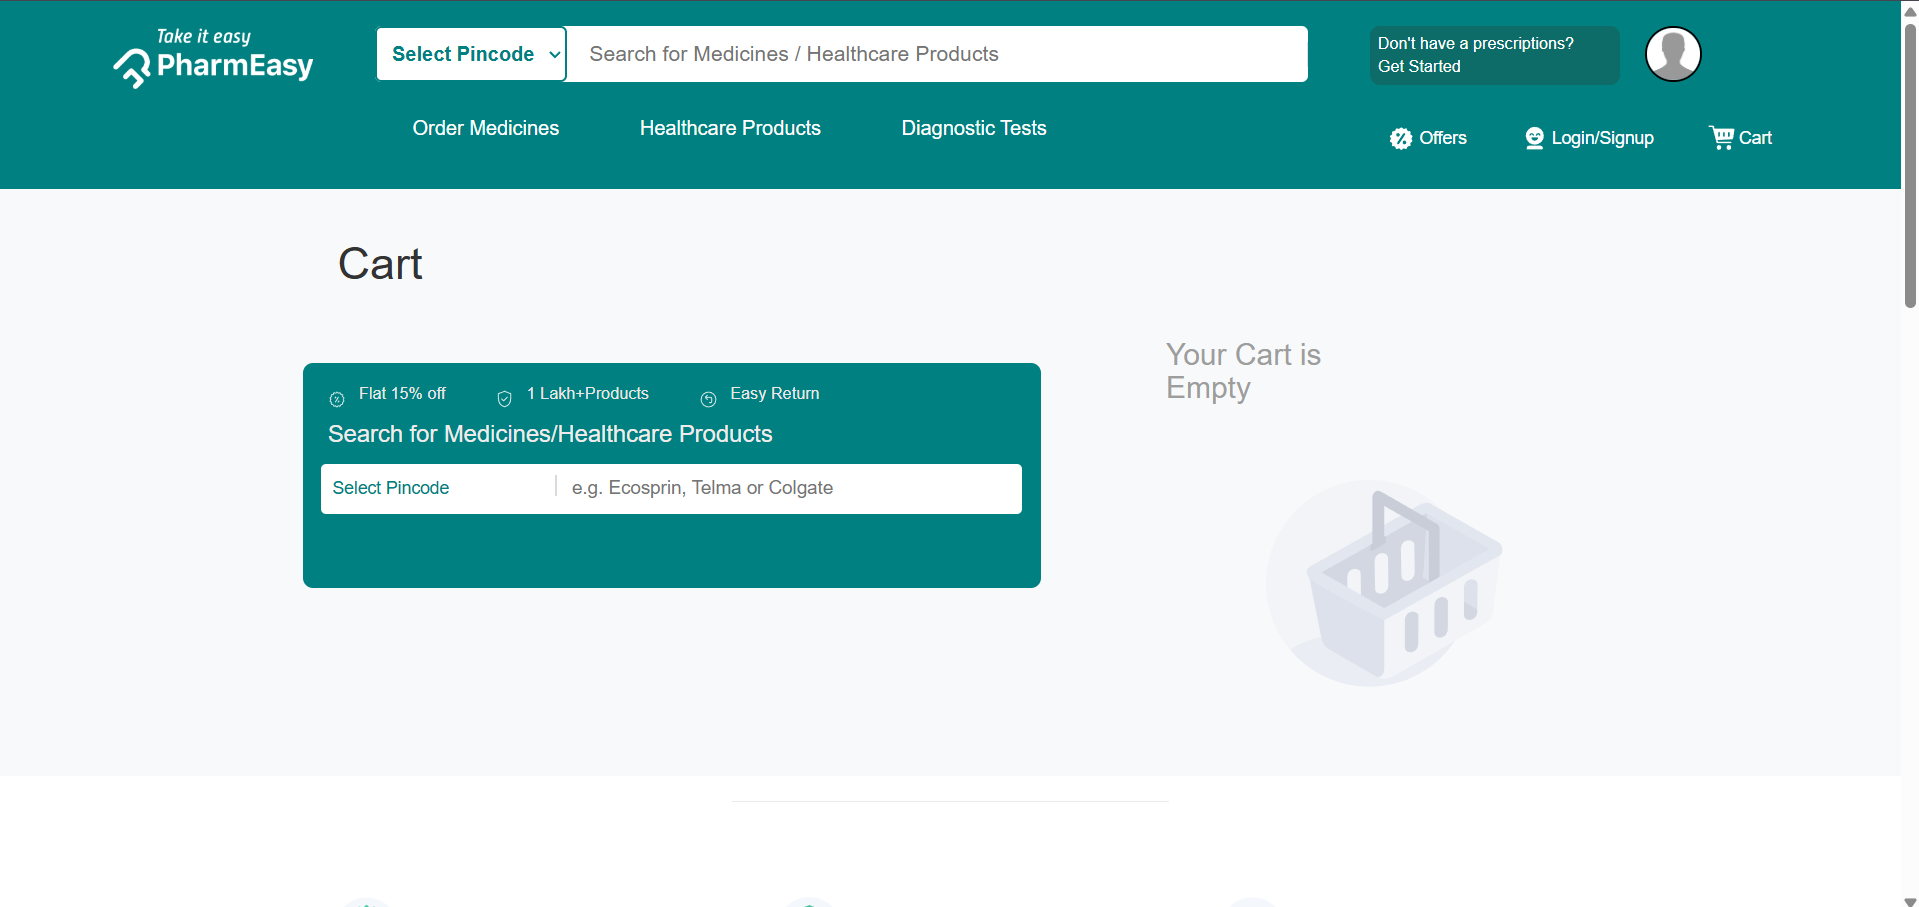 Take it easy
PharmEasy
Select Pincode
Search for Medicines / Healthcare Products
Don't have a prescriptions?
Get Started
Order Medicines
Healthcare Products
Diagnostic Tests
Offers
Login/Signup
Cart
Cart
Flat 15% off
1 Lakh+Products
Easy Return
Search for Medicines/Healthcare Products
Select Pincode
e.g. Ecosprin, Telma or Colgate
Your Cart is
Empty